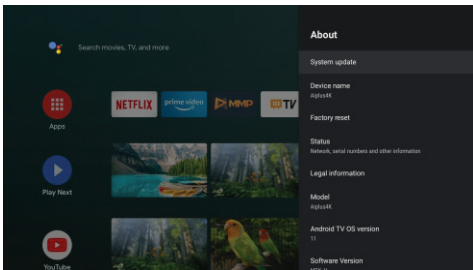 Search movies, TV, and more
Apps
NETFLIX
prime video
MMP
TV
Play Next
YouTube
About
System update
Device name
Aiplus4K
Factory reset
Status
Network, serial numbers and other information
Legal information
Model
Aiplus4K
Android TV OS version
11
Software Version